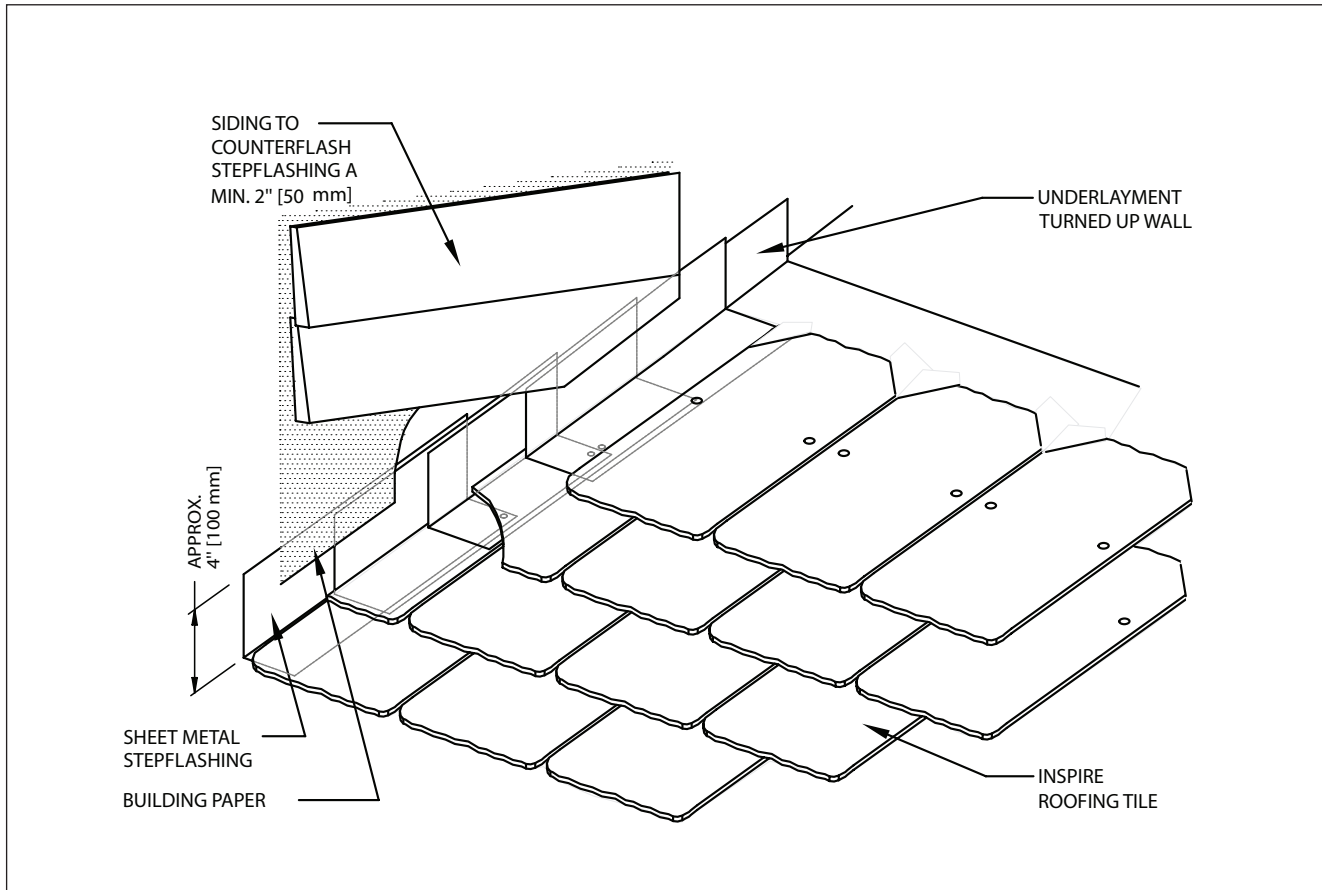 SIDING TO
COUNTERFLASH
STEPFLASHING A
MIN. 2" [50 mm]
UNDERLAYMENT
TURNED UP WALL
APPROX.
4" [100 mm]
SHEET METAL
STEPFLASHING
BUILDING PAPER
INSPIRE
ROOFING TILE